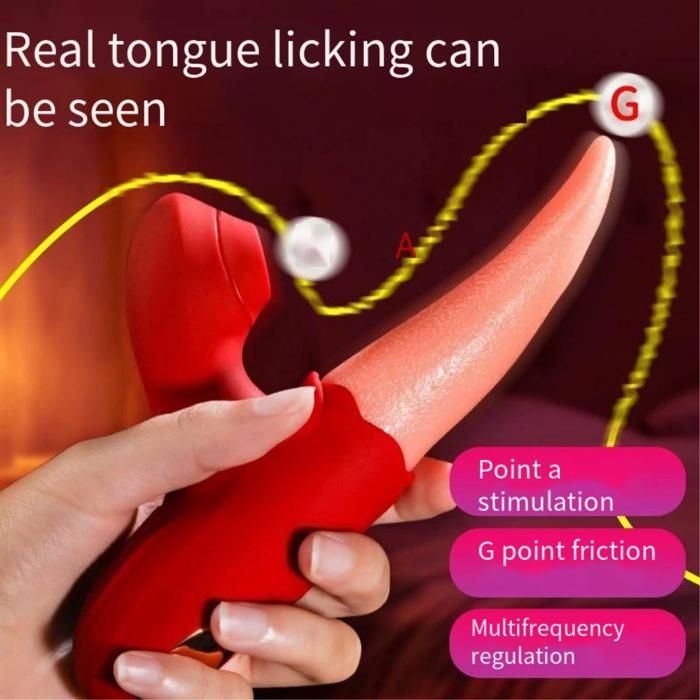 Real tongue licking can
be seen
G
A
Point a
stimulation
G point friction
Multifrequency
regulation